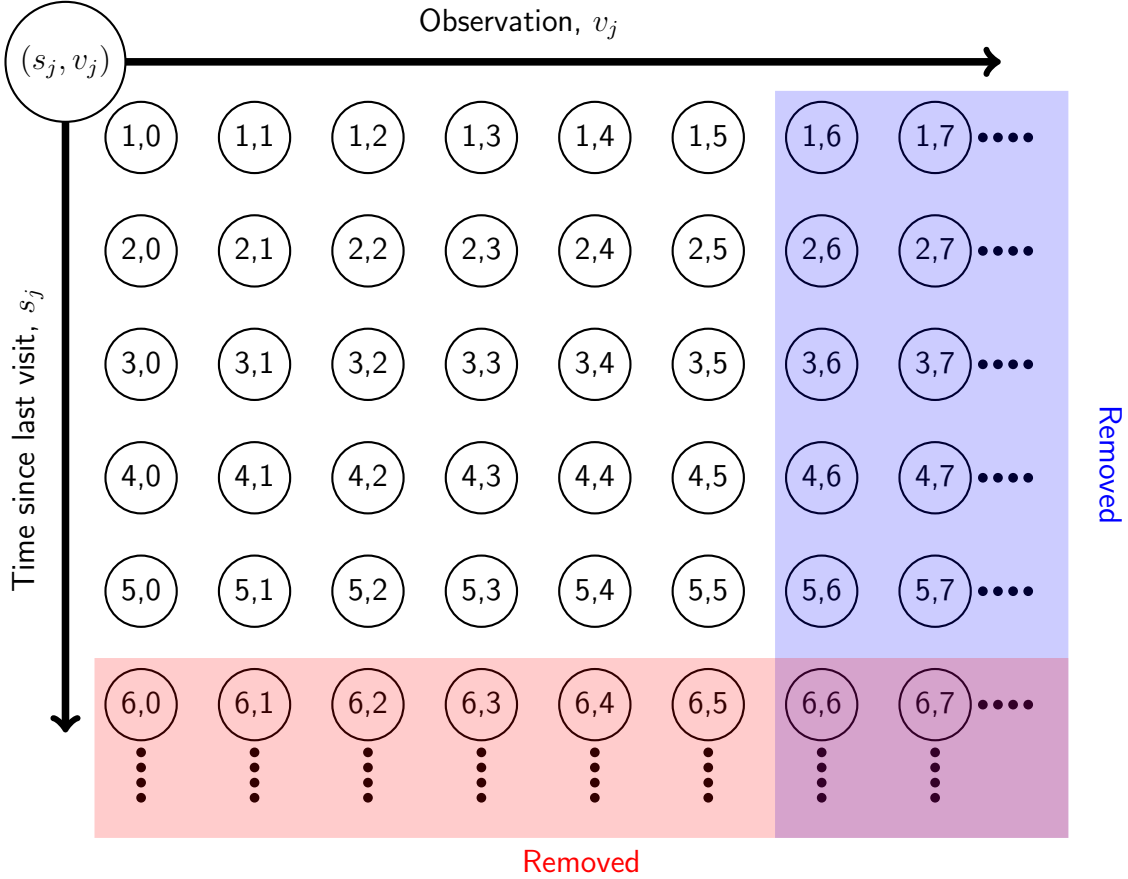 Observation, v_j
(s_j, v_j)
Time since last visit, s_j
1,0 1,1 1,2 1,3 1,4 1,5 1,6 1,7
2,0 2,1 2,2 2,3 2,4 2,5 2,6 2,7
3,0 3,1 3,2 3,3 3,4 3,5 3,6 3,7
4,0 4,1 4,2 4,3 4,4 4,5 4,6 4,7
5,0 5,1 5,2 5,3 5,4 5,5 5,6 5,7
6,0 6,1 6,2 6,3 6,4 6,5 6,6 6,7
Removed
Removed